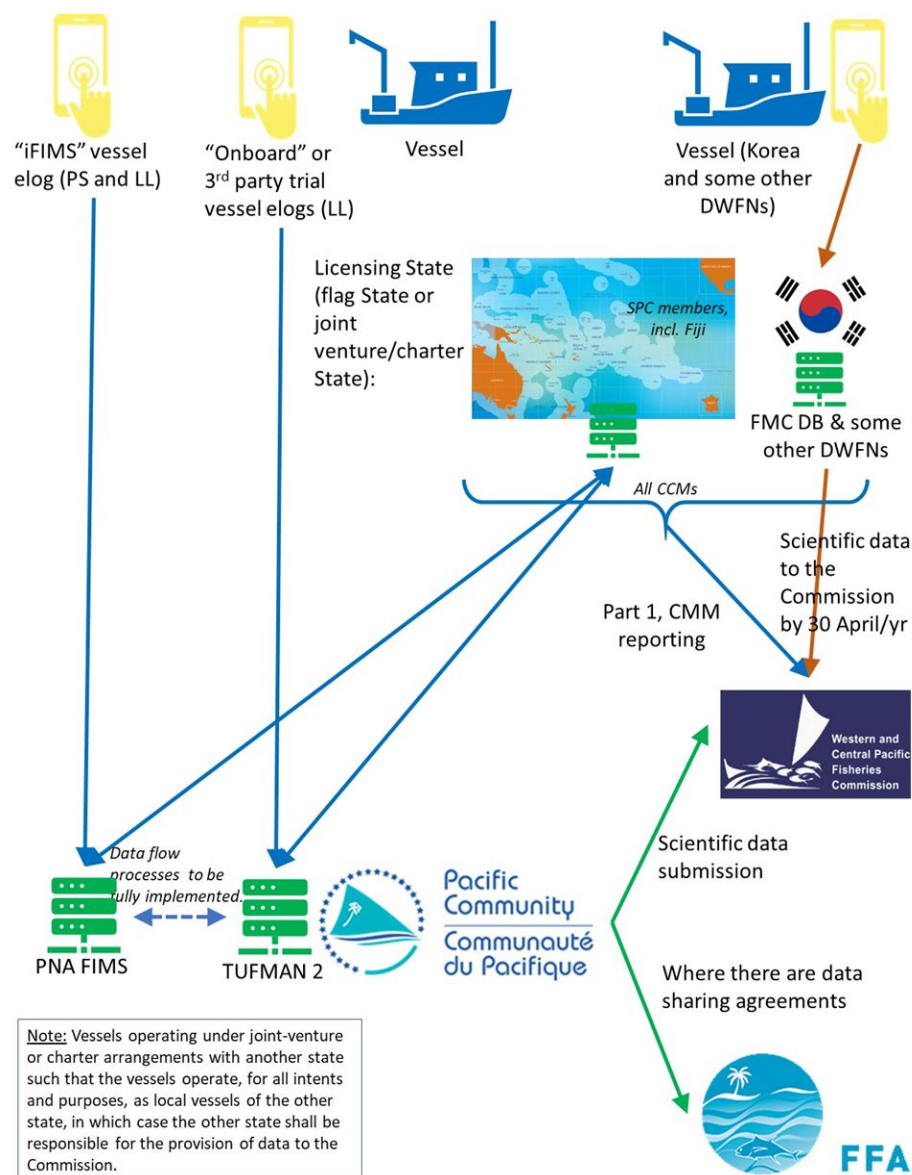 “iFIMS” vessel
elog (PS and LL)
“Onboard” or
3rd party trial
vessel elogs (LL)
Vessel
Vessel (Korea
and some other
DWFNs)
Licensing State
(flag State or
joint
venture/charter
State):
SPC members,
incl. Fiji
FMC DB & some
other DWFNs
All CCMs
Scientific data
to the
Commission
by 30 April/yr
Part 1, CMM
reporting
Western and
Central Pacific
Fisheries
Commission
Scientific data
submission
Data flow
processes to be
fully implemented.
PNA FIMS
TUFMAN 2
Pacific
Community
Communauté
du Pacifique
Where there are data
sharing agreements
Note: Vessels operating under joint-venture
or charter arrangements with another state
such that the vessels operate, for all intents
and purposes, as local vessels of the other
state, in which case the other state shall be
responsible for the provision of data to the
Commission.
FFA